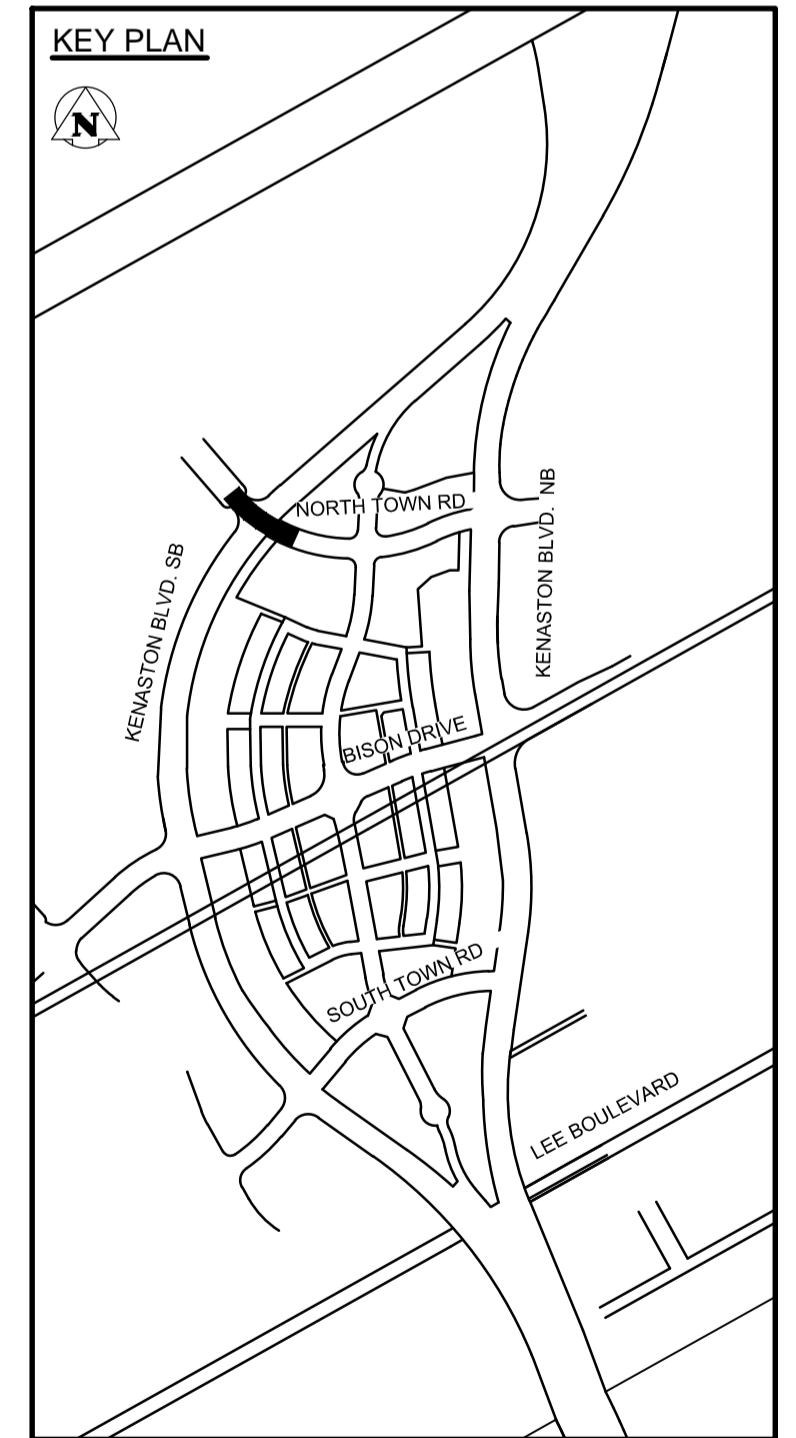 KEY PLAN
N
NORTH TOWN RD
KENASTON BLVD. NB
KENASTON BLVD. SB
BISON DRIVE
SOUTH TOWN RD
LEE BOULEVARD